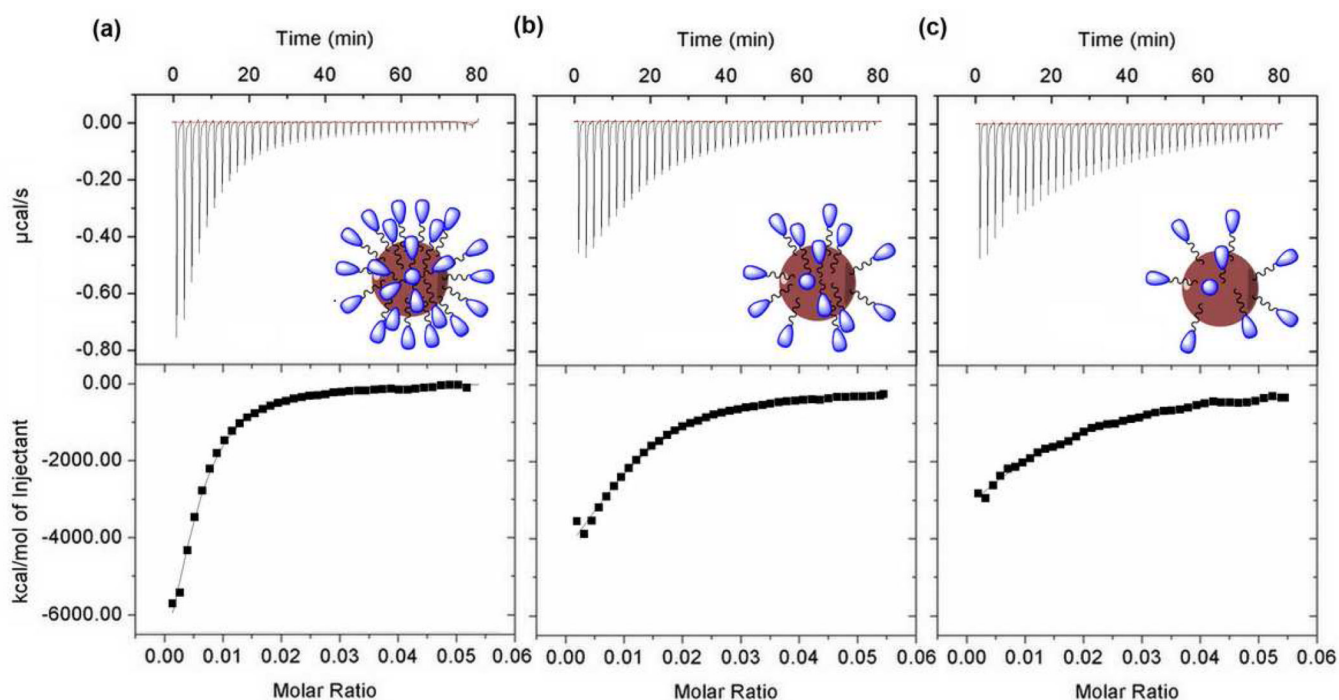 (a)
(b)
(c)
Time (min)
Time (min)
Time (min)
0 20 40 60 80
0 20 40 60 80
0 20 40 60 80
0.00
-0.20
-0.40
-0.60
-0.80
µcal/s
0.00
-2000.00
-4000.00
-6000.00
kcal/mol of Injectant
0.00 0.01 0.02 0.03 0.04 0.05 0.06
0.00 0.01 0.02 0.03 0.04 0.05 0.06
0.00 0.01 0.02 0.03 0.04 0.05 0.06
Molar Ratio
Molar Ratio
Molar Ratio